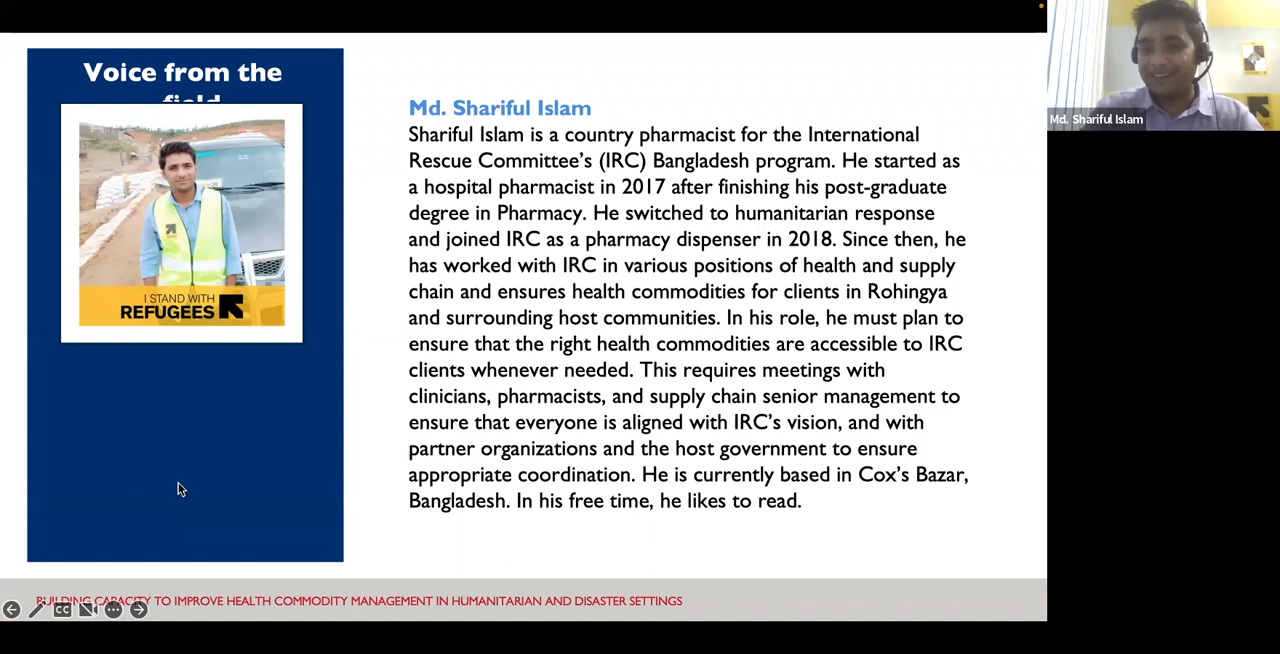 Voice from the
field
I STAND WITH
REFUGEES
Md. Shariful Islam
Shariful Islam is a country pharmacist for the International
Rescue Committee’s (IRC) Bangladesh program. He started as
a hospital pharmacist in 2017 after finishing his post-graduate
degree in Pharmacy. He switched to humanitarian response
and joined IRC as a pharmacy dispenser in 2018. Since then, he
has worked with IRC in various positions of health and supply
chain and ensures health commodities for clients in Rohingya
and surrounding host communities. In his role, he must plan to
ensure that the right health commodities are accessible to IRC
clients whenever needed. This requires meetings with
clinicians, pharmacists, and supply chain senior management to
ensure that everyone is aligned with IRC’s vision, and with
partner organizations and the host government to ensure
appropriate coordination. He is currently based in Cox’s Bazar,
Bangladesh. In his free time, he likes to read.
Md. Shariful Islam
BUILDING CAPACITY TO IMPROVE HEALTH COMMODITY MANAGEMENT IN HUMANITARIAN AND DISASTER SETTINGS
CC